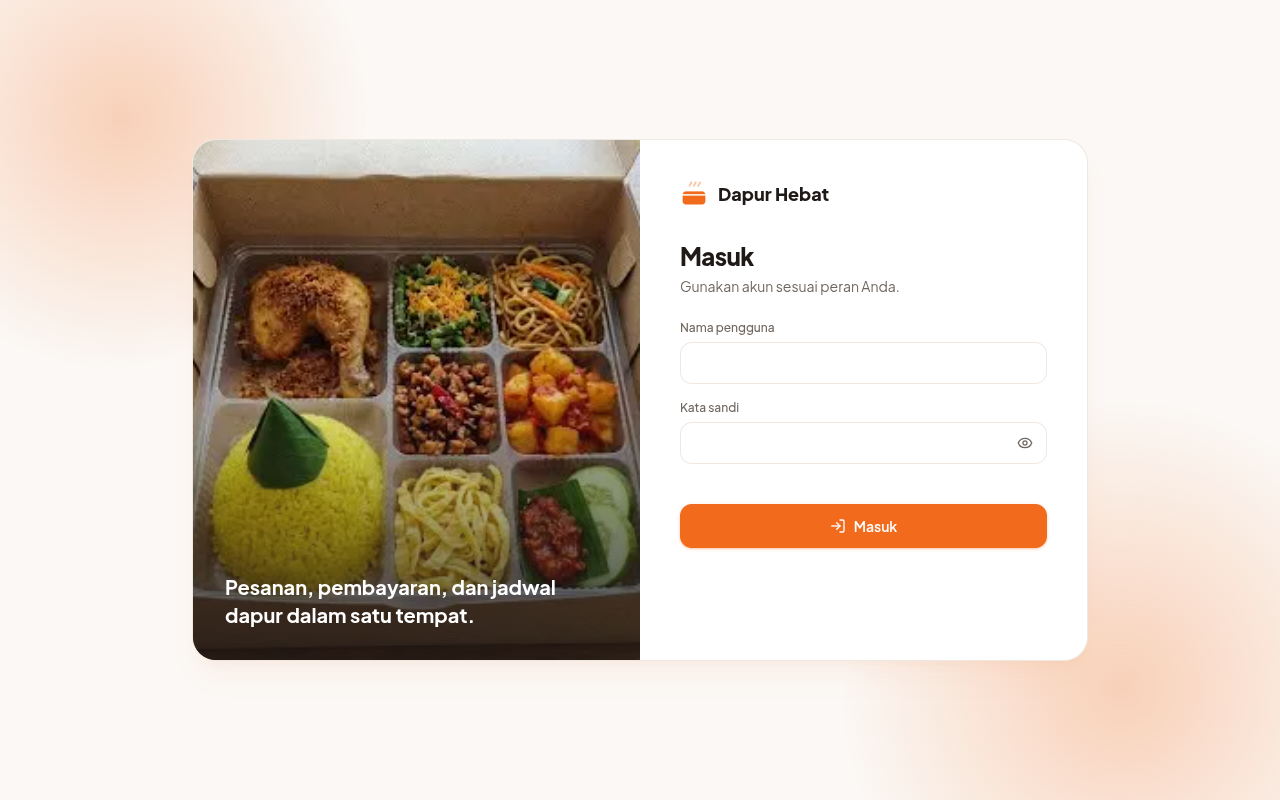 Dapur Hebat
Masuk
Gunakan akun sesuai peran Anda.
Nama pengguna
Kata sandi
Masuk
Pesanan, pembayaran, dan jadwal
dapur dalam satu tempat.